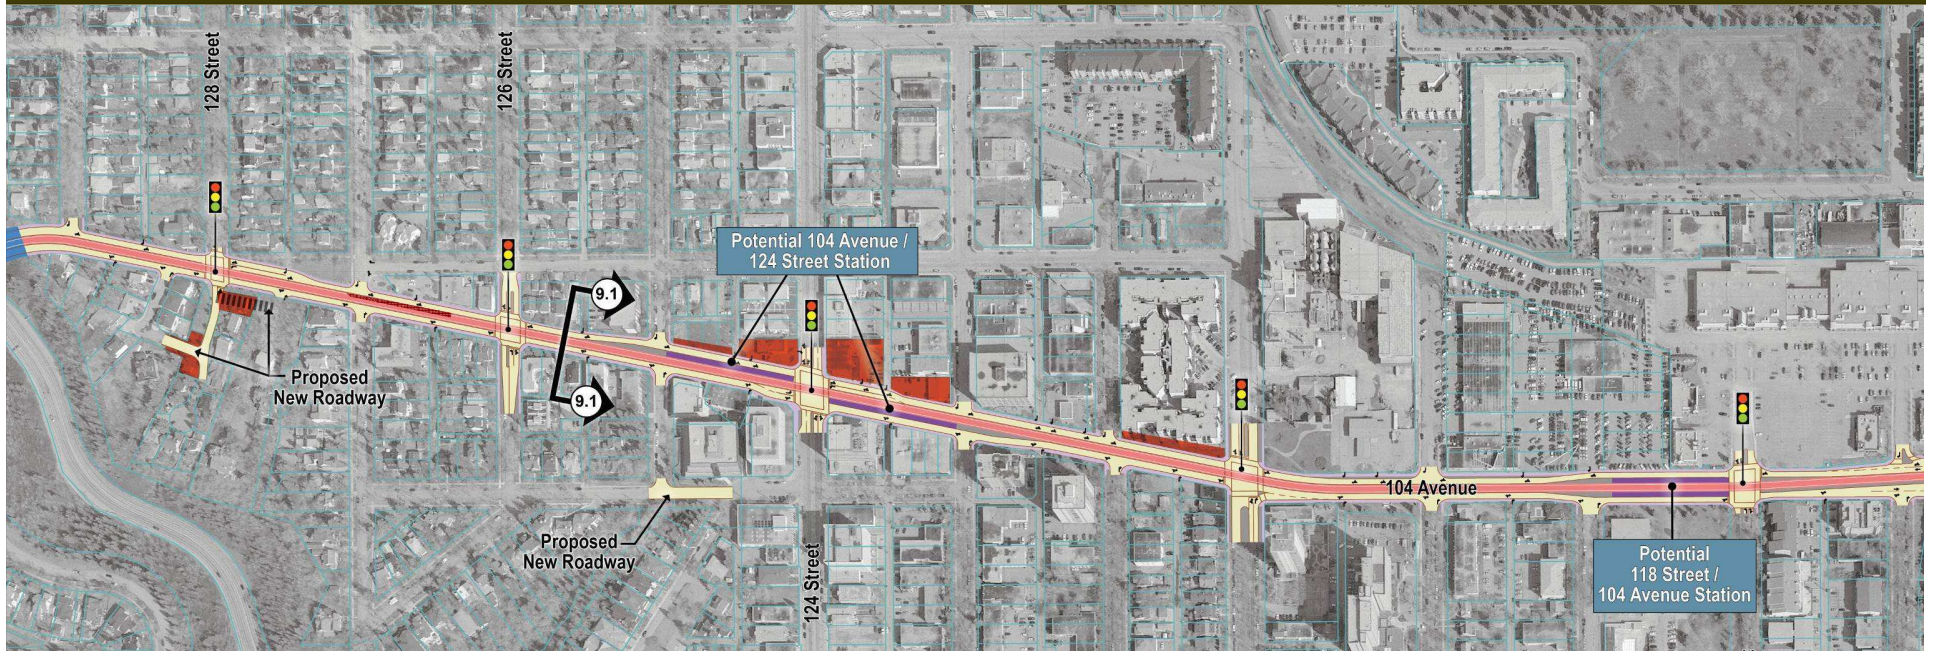 128 Street
126 Street
Potential 104 Avenue /
124 Street Station
9.1
9.1
Proposed
New Roadway
104 Avenue
Proposed
New Roadway
124 Street
Potential
118 Street /
104 Avenue Station